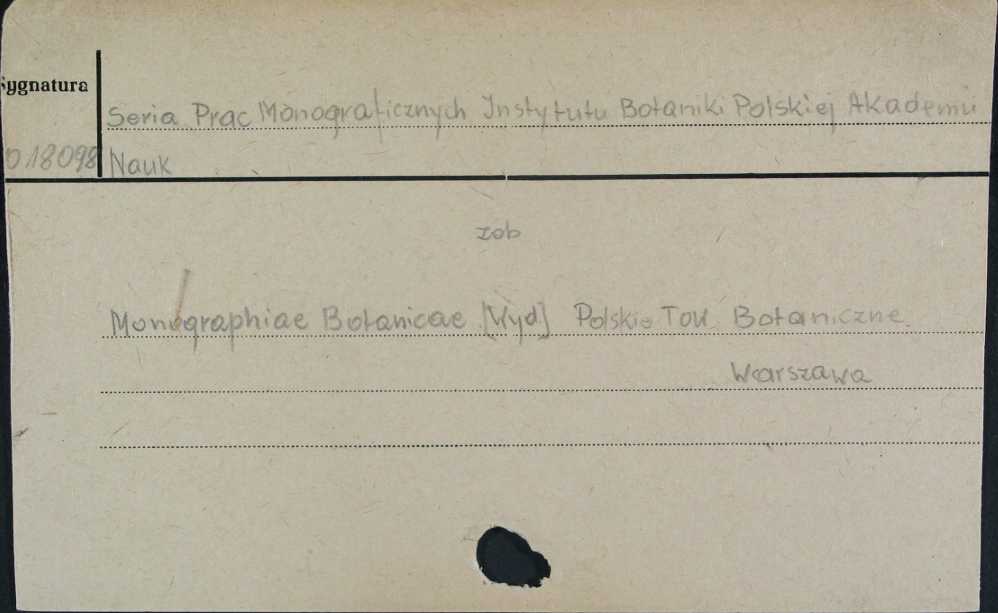 Sygnatura
Seria Prac Monograficznych Instytutu Botaniki Polskiej Akademii
018098 Nauk
zob
Monographiae Botanicae [Wyd] Polskie Tow. Botaniczne.
Warszawa